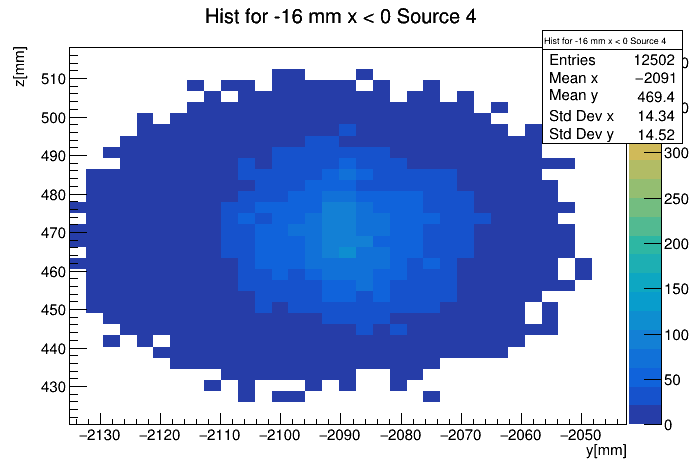 Hist for -16 mm x < 0 Source 4
z[mm]
Hist for -16 mm x < 0 Source 4
Entries 12502
Mean x −2091
Mean y 469.4
Std Dev x 14.34
Std Dev y 14.52
510
500
490
480
470
460
450
440
430
300
250
200
150
100
50
0
−2130 −2120 −2110 −2100 −2090 −2080 −2070 −2060 −2050
y[mm]